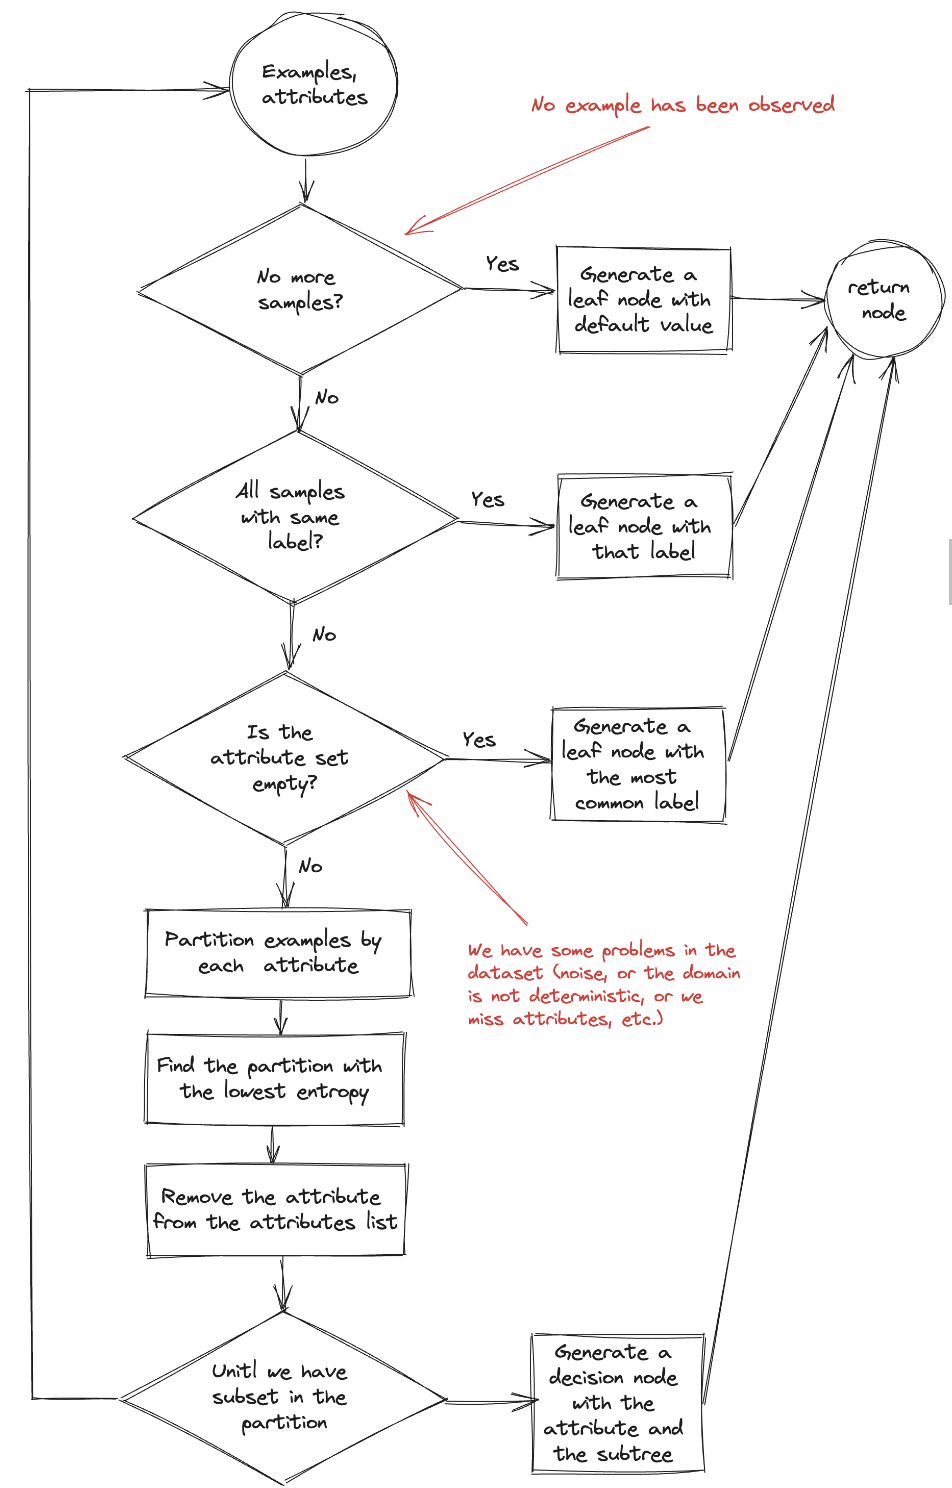 Examples,
attributes
No example has been observed
No more
samples?
Yes
Generate a
leaf node with
default value
return
node
No
All samples
with same
label?
Yes
Generate a
leaf node with
that label
No
Is the
attribute set
empty?
Yes
Generate a
leaf node with
the most
common label
No
We have some problems in the
dataset (noise, or the domain
is not deterministic, or we
miss attributes, etc.)
Partition examples by
each attribute
Find the partition with
the lowest entropy
Remove the attribute
from the attributes list
Unitl we have
subset in the
partition
Generate a
decision node
with the
attribute and
the subtree